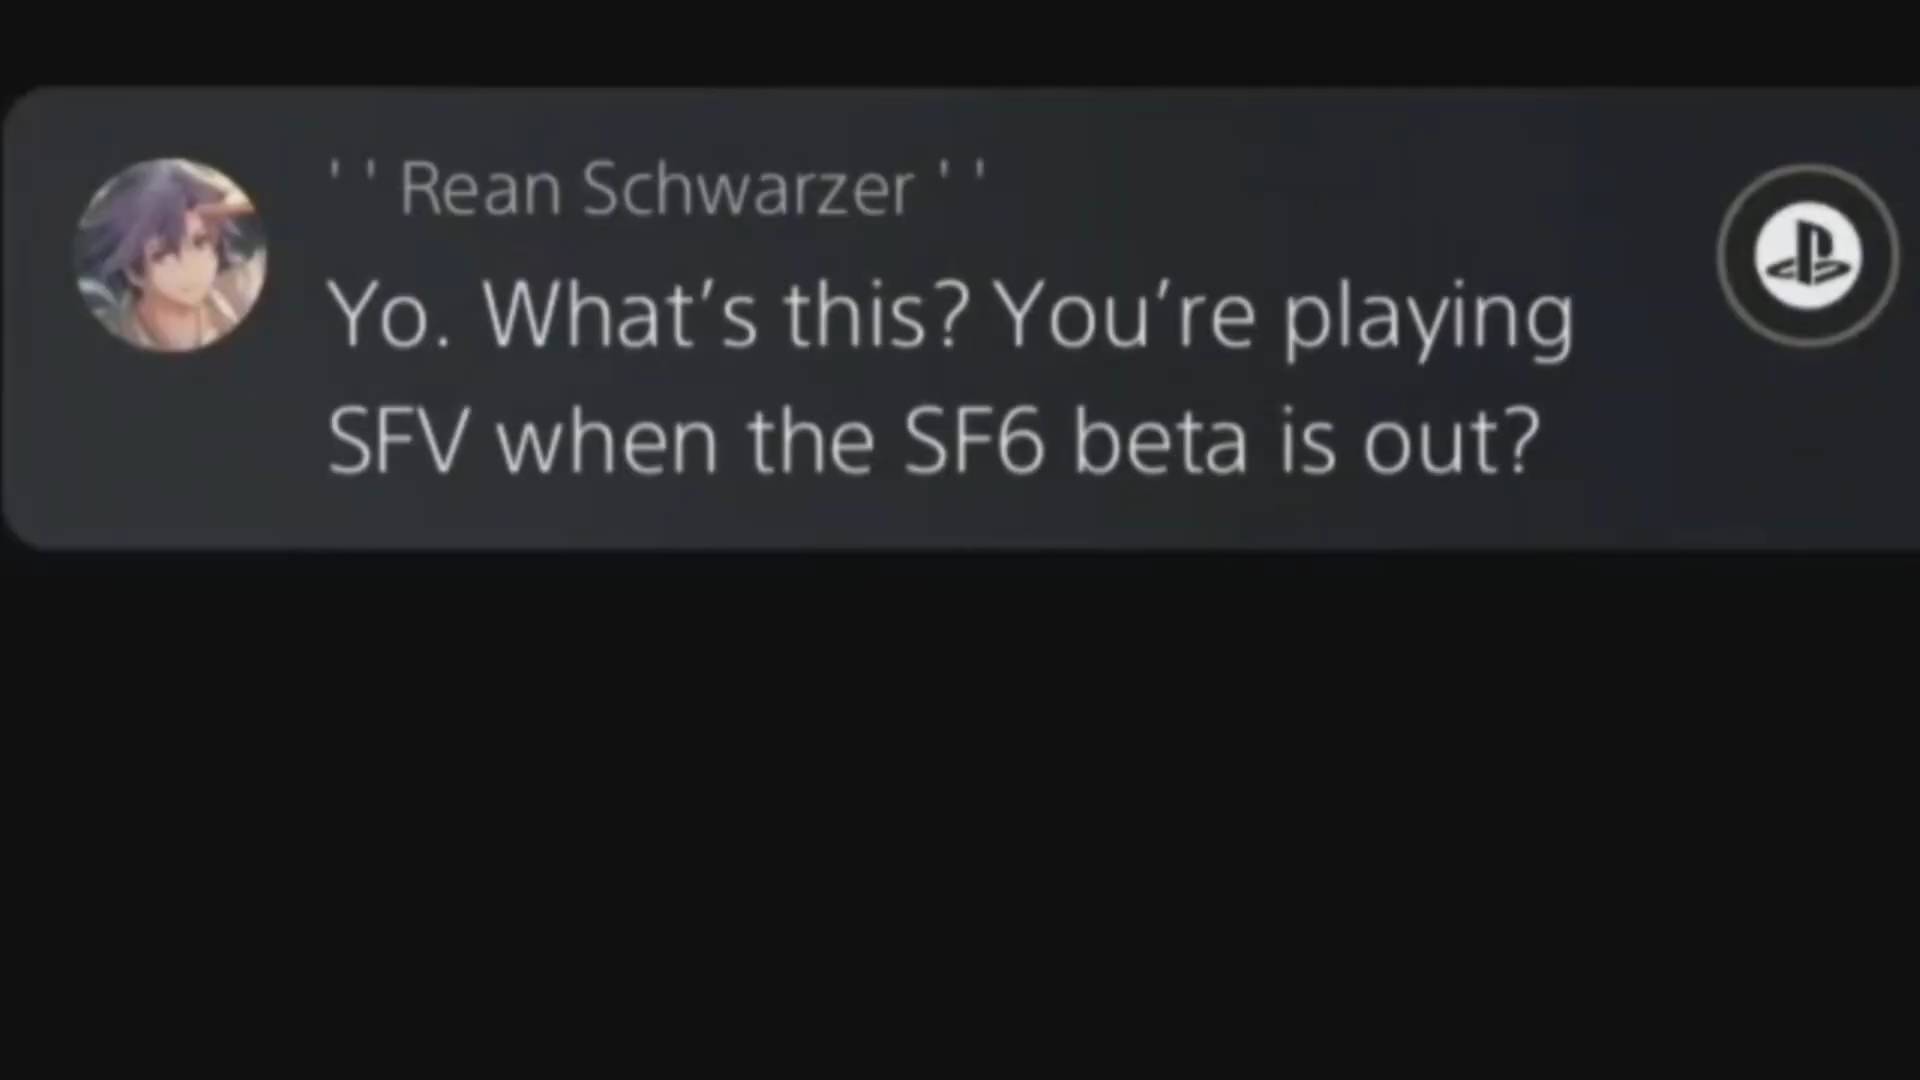 ' ' Rean Schwarzer ' '
Yo. What’s this? You’re playing
SFV when the SF6 beta is out?